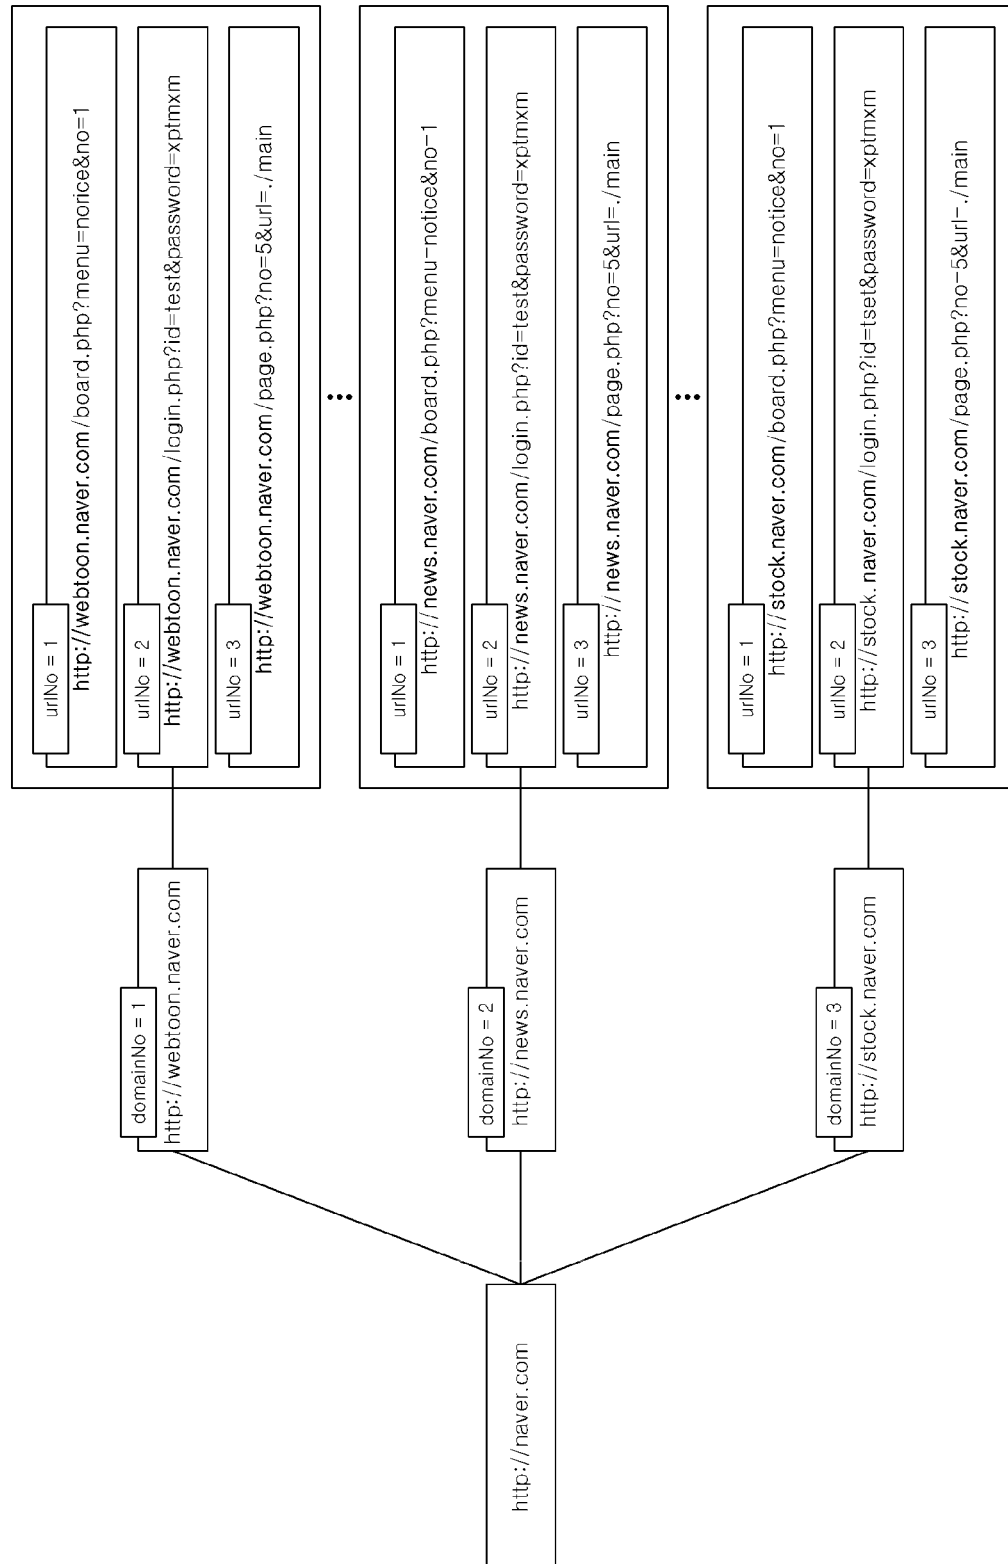 http://naver.com
domainNo = 1
http://webtoon.naver.com
urlNo = 1
http://webtoon.naver.com/board.php?menu=norice&no=1
urlNo = 2
http://webtoon.naver.com/login.php?id=test&password=xptmxm
urlNo = 3
http://webtoon.naver.com/page.php?no=5&url=./main
...
domainNo = 2
http://news.naver.com
urlNo = 1
http://news.naver.com/board.php?menu-notice&no-1
urlNo = 2
http://news.naver.com/login.php?id=test&password=xptmxm
urlNo = 3
http://news.naver.com/page.php?no=5&url=./main
...
domainNo = 3
http://stock.naver.com
urlNo = 1
http://stock.naver.com/board.php?menu=notice&no=1
urlNo = 2
http://stock.naver.com/login.php?id=tset&password=xptmxm
urlNo = 3
http://stock.naver.com/page.php?no-5&url-./main